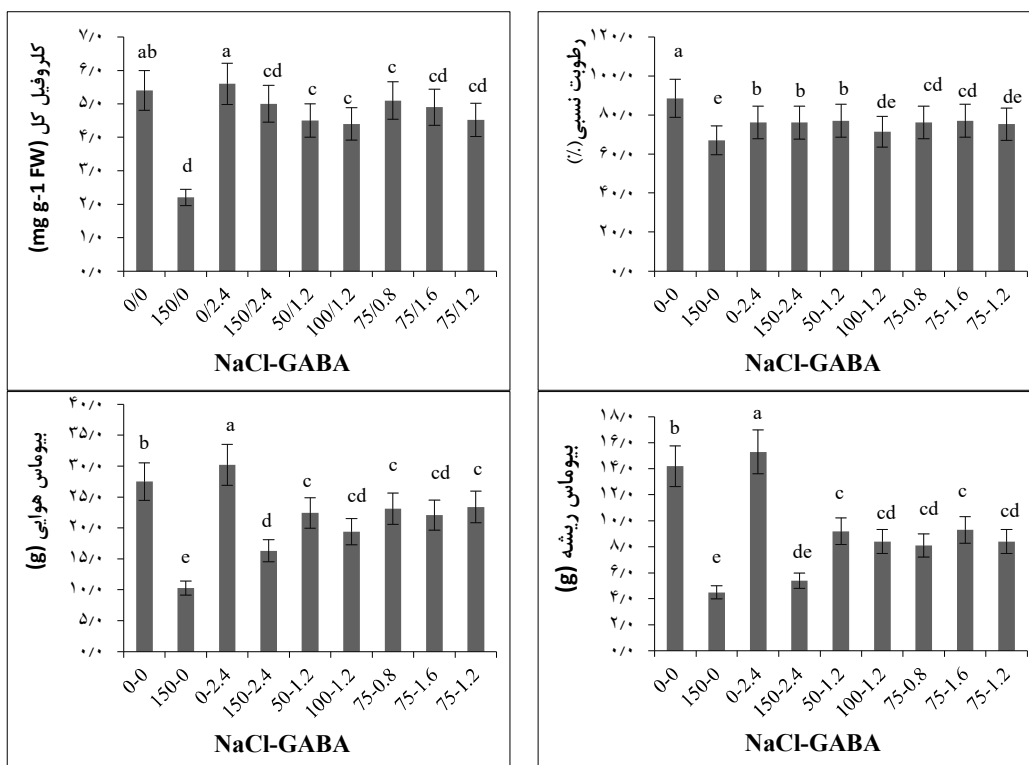 کلروفیل کل (mg g-1 FW)
۷/۰
۶/۰
۵/۰
۴/۰
۳/۰
۲/۰
۱/۰
۰/۰
ab
d
a
cd
c
c
c
cd
cd
0/0
150/0
0/2.4
150/2.4
50/1.2
100/1.2
75/0.8
75/1.6
75/1.2
NaCl-GABA
رطوبت نسبی(٪)
۱۲۰/۰
۱۰۰/۰
۸۰/۰
۶۰/۰
۴۰/۰
۲۰/۰
۰/۰
a
e
b
b
b
de
cd
cd
de
0-0
150-0
0-2.4
150-2.4
50-1.2
100-1.2
75-0.8
75-1.6
75-1.2
NaCl-GABA
بیوماس هوایی (g)
۴۰/۰
۳۵/۰
۳۰/۰
۲۵/۰
۲۰/۰
۱۵/۰
۱۰/۰
۵/۰
۰/۰
b
e
a
d
c
cd
c
cd
c
0-0
150-0
0-2.4
150-2.4
50-1.2
100-1.2
75-0.8
75-1.6
75-1.2
NaCl-GABA
بیوماس ریشه (g)
۱۸/۰
۱۶/۰
۱۴/۰
۱۲/۰
۱۰/۰
۸/۰
۶/۰
۴/۰
۲/۰
۰/۰
b
e
a
de
c
cd
cd
c
cd
0-0
150-0
0-2.4
150-2.4
50-1.2
100-1.2
75-0.8
75-1.6
75-1.2
NaCl-GABA